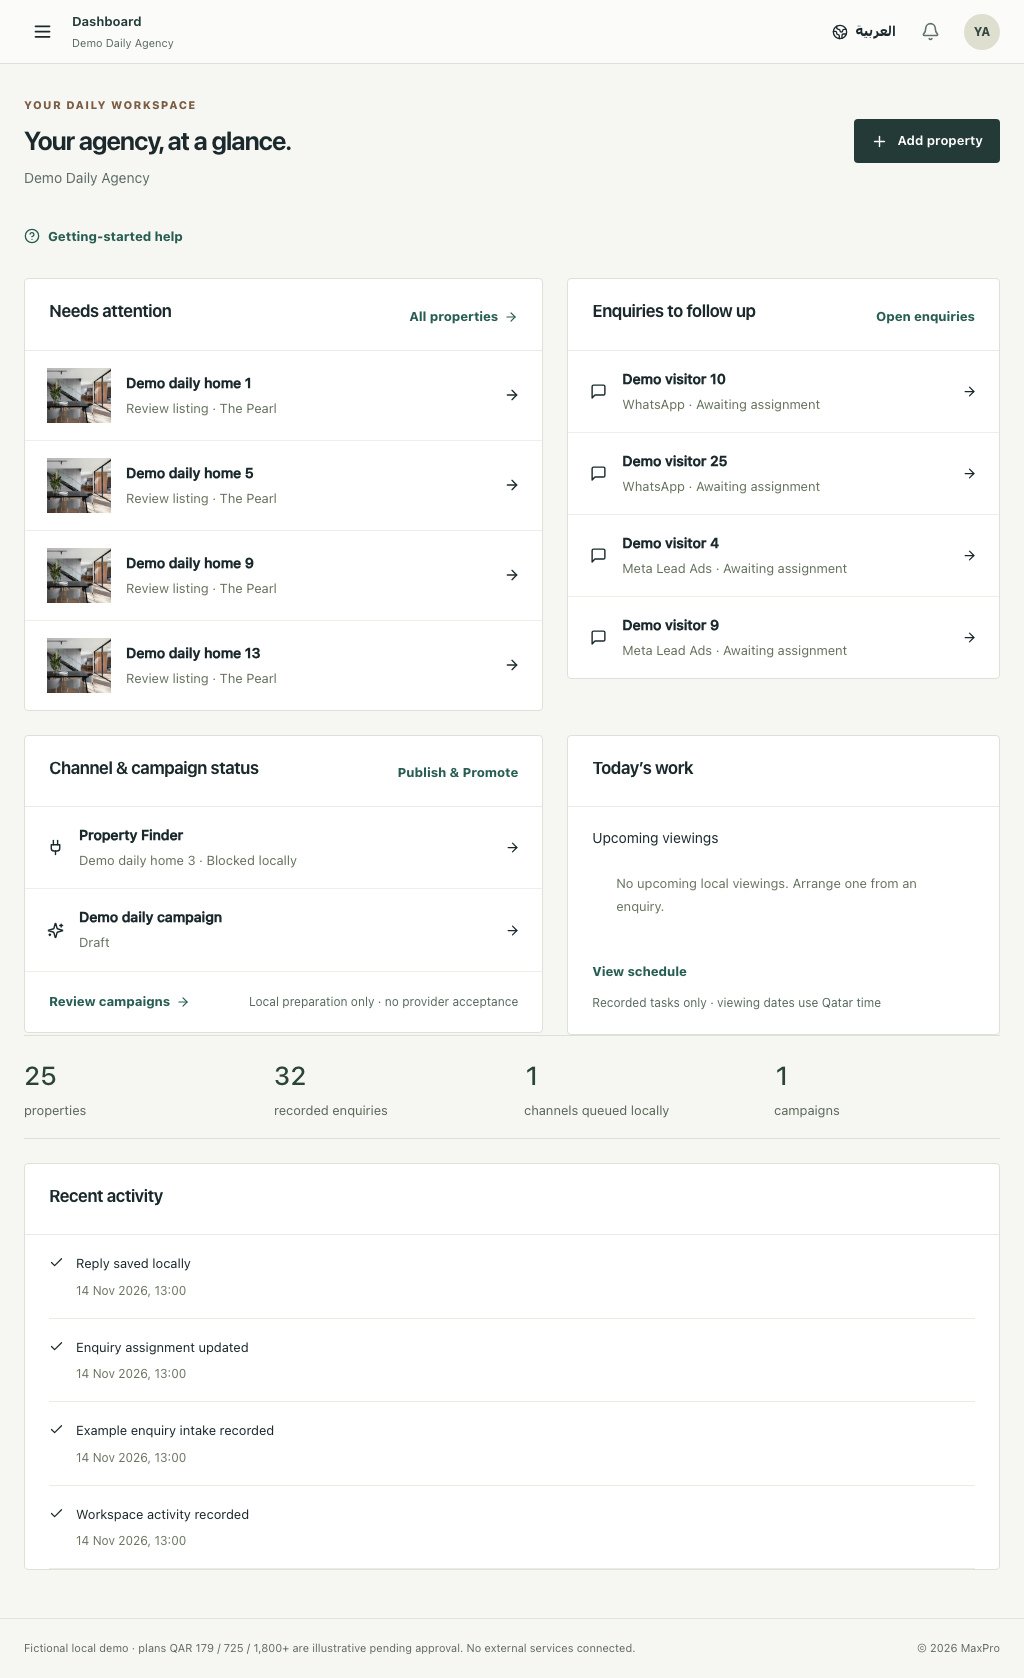 Dashboard
Demo Daily Agency
العربية
YA
YOUR DAILY WORKSPACE
Your agency, at a glance.
Demo Daily Agency
Add property
Getting-started help
Needs attention
All properties
Demo daily home 1
Review listing · The Pearl
Demo daily home 5
Review listing · The Pearl
Demo daily home 9
Review listing · The Pearl
Demo daily home 13
Review listing · The Pearl
Enquiries to follow up
Open enquiries
Demo visitor 10
WhatsApp · Awaiting assignment
Demo visitor 25
WhatsApp · Awaiting assignment
Demo visitor 4
Meta Lead Ads · Awaiting assignment
Demo visitor 9
Meta Lead Ads · Awaiting assignment
Channel & campaign status
Publish & Promote
Property Finder
Demo daily home 3 · Blocked locally
Demo daily campaign
Draft
Review campaigns
Local preparation only · no provider acceptance
Today’s work
Upcoming viewings
No upcoming local viewings. Arrange one from an
enquiry.
View schedule
Recorded tasks only · viewing dates use Qatar time
25
properties
32
recorded enquiries
1
channels queued locally
1
campaigns
Recent activity
Reply saved locally
14 Nov 2026, 13:00
Enquiry assignment updated
14 Nov 2026, 13:00
Example enquiry intake recorded
14 Nov 2026, 13:00
Workspace activity recorded
14 Nov 2026, 13:00
Fictional local demo · plans QAR 179 / 725 / 1,800+ are illustrative pending approval. No external services connected.
© 2026 MaxPro